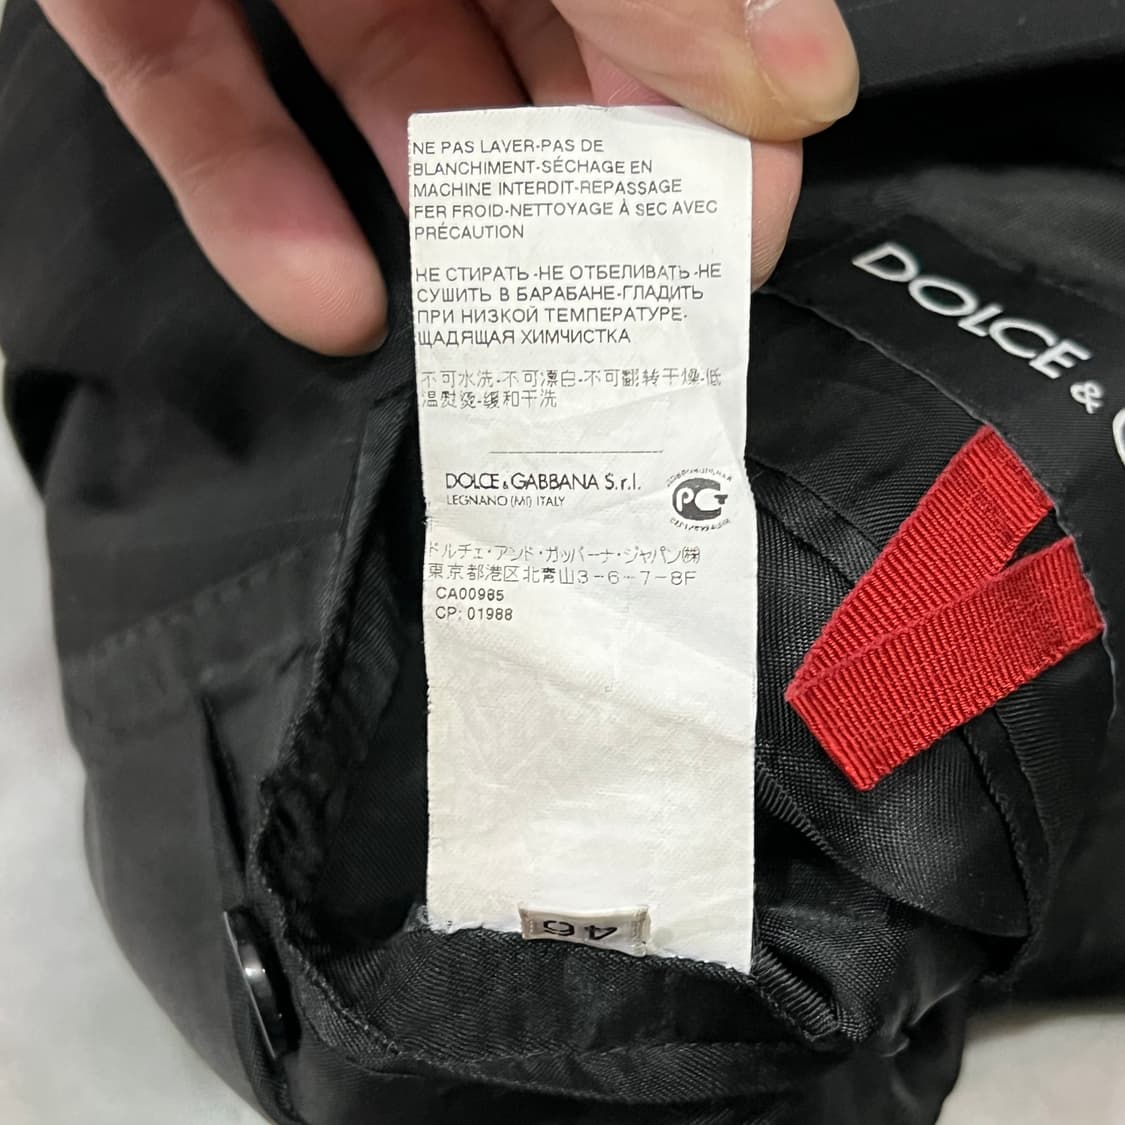 NE PAS LAVER-PAS DE
BLANCHIMENT-SÉCHAGE EN
MACHINE INTERDIT-REPASSAGE
FER FROID-NETTOYAGE À SEC AVEC
PRÉCAUTION
НЕ СТИРАТЬ-НЕ ОТБЕЛИВАТЬ-НЕ
СУШИТЬ В БАРАБАНЕ-ГЛАДИТЬ
ПРИ НИЗКОЙ ТЕМПЕРАТУРЕ-
ЩАДЯЩАЯ ХИМЧИСТКА
不可水洗-不可漂白-不可翻转干燥-低
温熨烫-缓和干洗
DOLCE & GABBANA S.r.l.
LEGNANO (MI) ITALY
РСТ
ドルチェ・アンド・ガッバーナ・ジャパン㈱
東京都港区北青山3-6-7-8F
CA00985
CP: 01988
46
DOLCE &